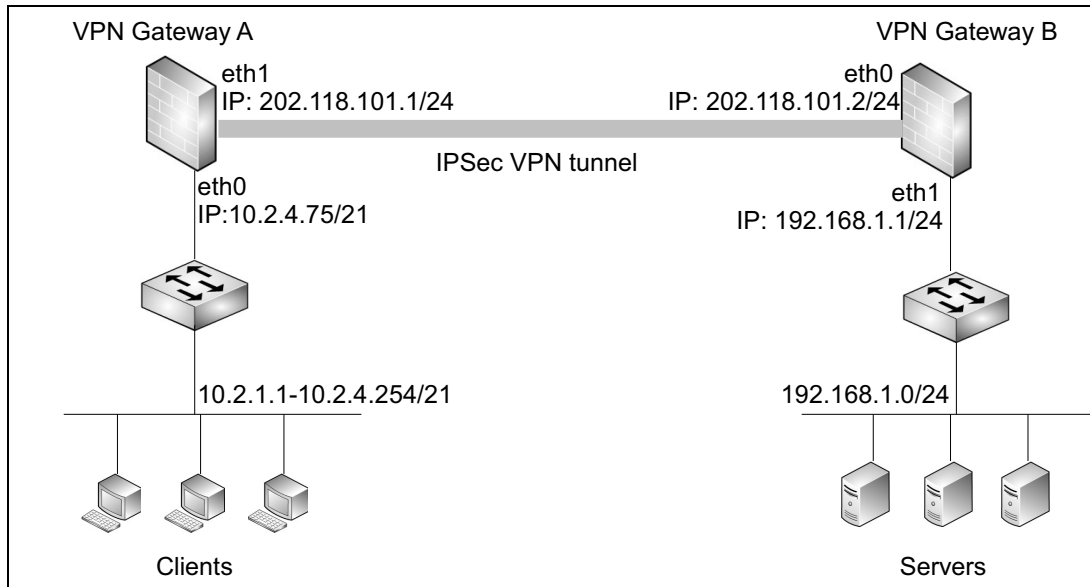 VPN Gateway A
VPN Gateway B
eth1
IP: 202.118.101.1/24
eth0
IP: 202.118.101.2/24
IPSec VPN tunnel
eth0
IP:10.2.4.75/21
eth1
IP: 192.168.1.1/24
10.2.1.1-10.2.4.254/21
192.168.1.0/24
Clients
Servers